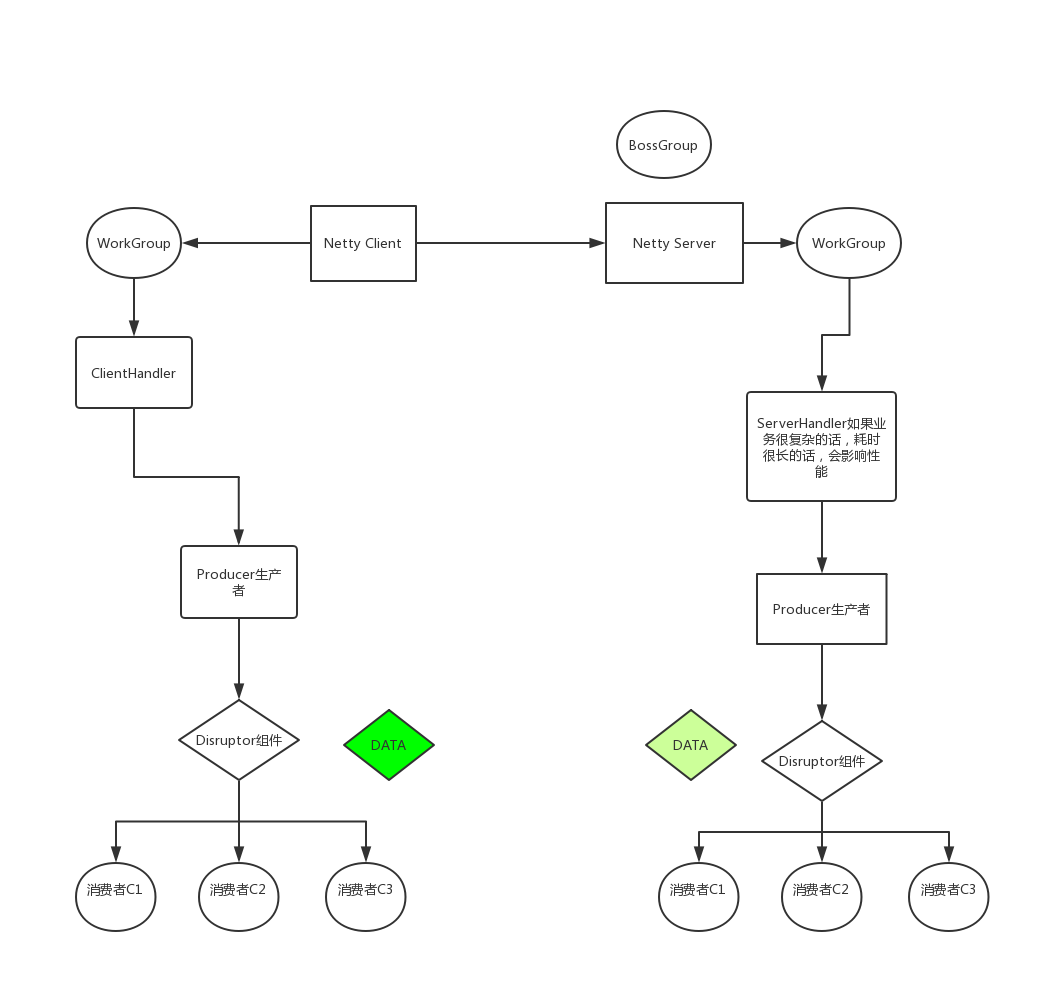 BossGroup
WorkGroup
Netty Client
Netty Server
WorkGroup
ClientHandler
ServerHandler如果业
务很复杂的话，耗时
很长的话，会影响性
能
Producer生产
者
Producer生产者
Disruptor组件
DATA
DATA
Disruptor组件
消费者C1
消费者C2
消费者C3
消费者C1
消费者C2
消费者C3